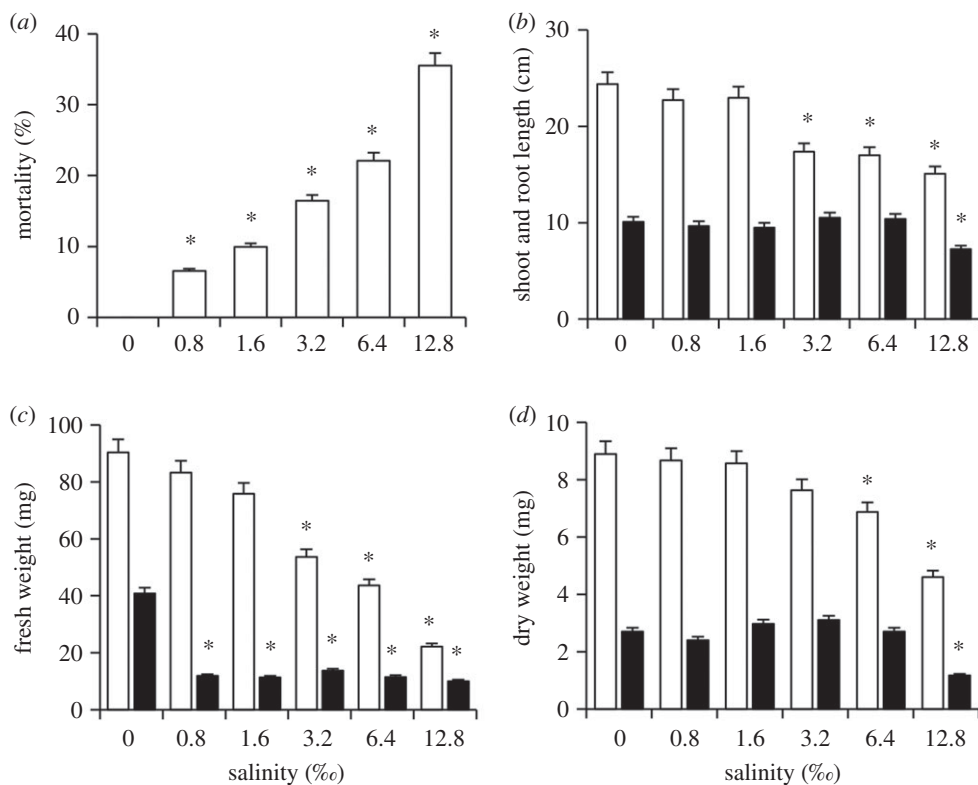 (a)
mortality (%)
40
30
20
10
0
* * * * *
0 0.8 1.6 3.2 6.4 12.8
(b)
shoot and root length (cm)
30
20
10
0
* * * *
0 0.8 1.6 3.2 6.4 12.8
(c)
fresh weight (mg)
100
80
60
40
20
0
* * * * * * * *
0 0.8 1.6 3.2 6.4 12.8
salinity (‰)
(d)
dry weight (mg)
10
8
6
4
2
0
* * *
0 0.8 1.6 3.2 6.4 12.8
salinity (‰)